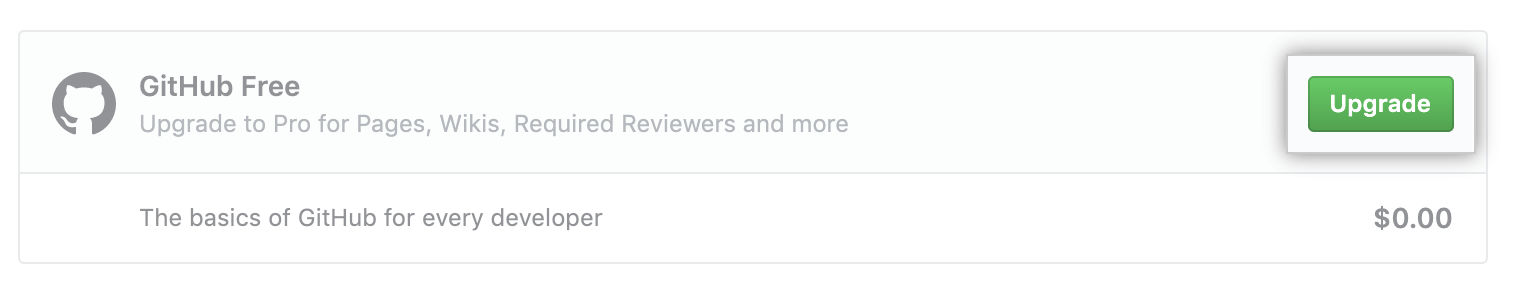 GitHub Free
Upgrade to Pro for Pages, Wikis, Required Reviewers and more
Upgrade
The basics of GitHub for every developer
$0.00